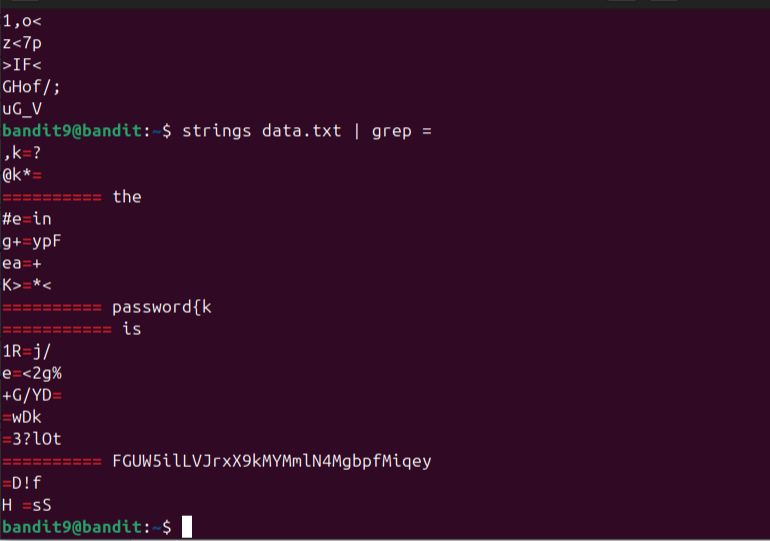 1,o<
z<7p
>IF<
GHof/;
uG_V
bandit9@bandit:~$ strings data.txt | grep =
,k=?
@k*=
========== the
#e=in
g+=ypF
ea=+
K>=*<
========== password{k
=========== is
1R=j/
e=<2g%
+G/YD=
=wDk
=3?lOt
========== FGUW5ilLVJrxX9kMYMmlN4MgbpfMiqey
=D!f
H =sS
bandit9@bandit:~$